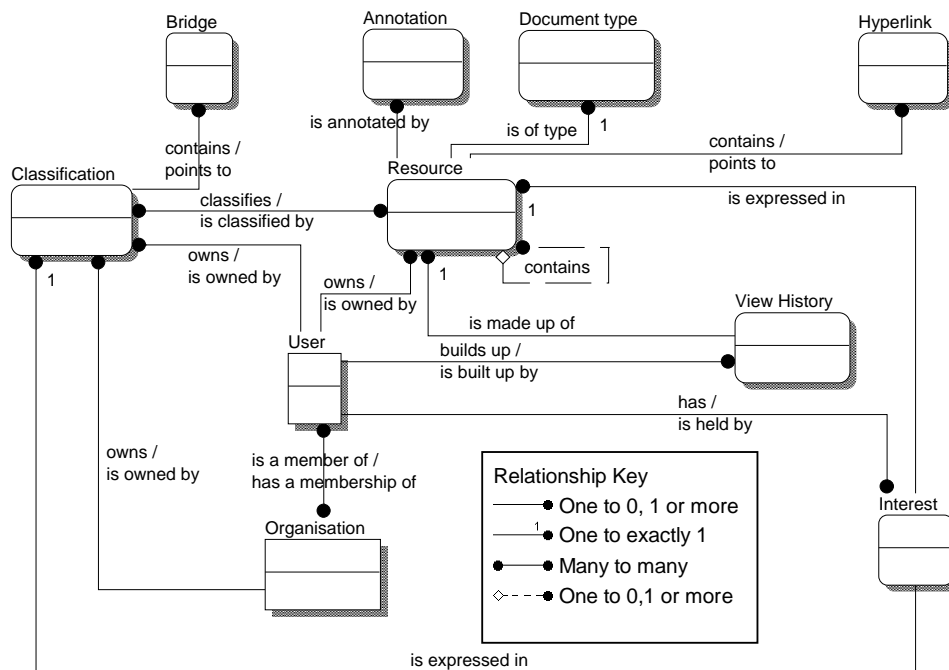 Bridge
Annotation
Document type
Hyperlink
is annotated by
is of type
1
contains /
points to
contains /
points to
Classification
Resource
classifies /
is classified by
1
is expressed in
owns /
is owned by
1
owns /
is owned by
1
contains
View History
is made up of
User
builds up /
is built up by
has /
is held by
owns /
is owned by
is a member of /
has a membership of
Organisation
Relationship Key
One to 0, 1 or more
1
One to exactly 1
Many to many
One to 0,1 or more
Interest
is expressed in